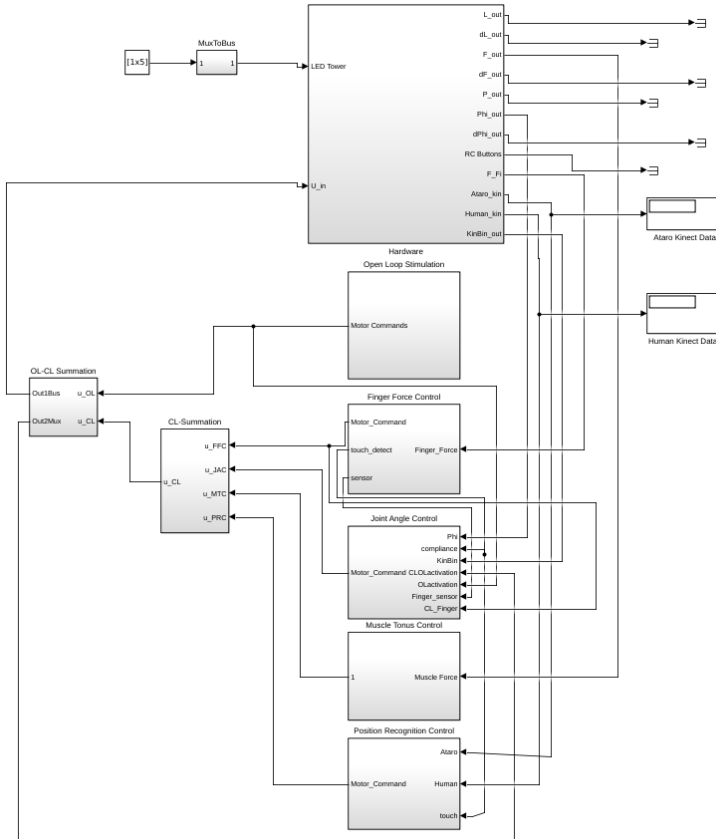 L_out
dL_out
F_out
dF_out
P_out
Phi_out
dPhi_out
RC Buttons
F_Fi
Ataro_kin
Human_kin
KinBin_out
MuxToBus
[1x5]
1 1
LED Tower
U_in
Hardware
Ataro Kinect Data
Human Kinect Data
Open Loop Stimulation
Motor Commands
OL-CL Summation
Out1Bus u_OL
Out2Mux u_CL
CL-Summation
u_FFC
u_JAC
u_CL
u_MTC
u_PRC
Finger Force Control
Motor_Command
touch_detect Finger_Force
sensor
Joint Angle Control
Phi
compliance
KinBin
Motor_Command CLOLactivation
OLactivation
Finger_sensor
CL_Finger
Muscle Tonus Control
1 Muscle Force
Position Recognition Control
Ataro
Motor_Command Human
touch